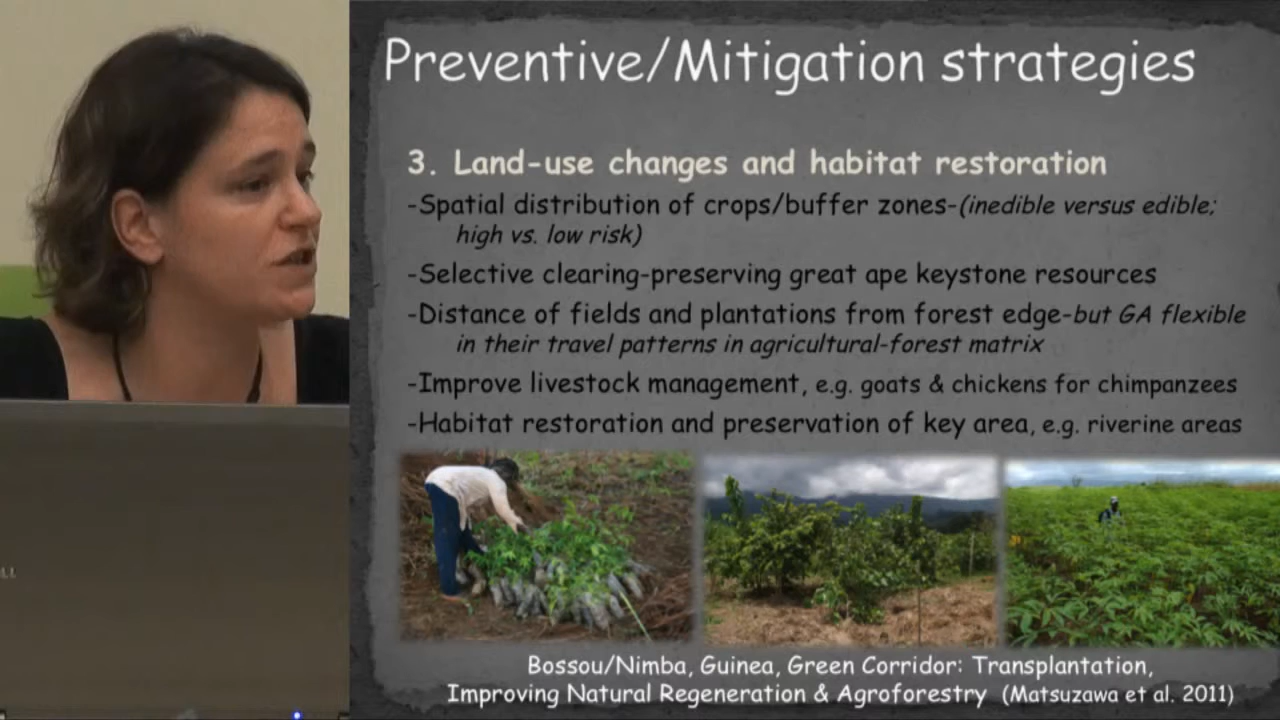 Preventive/Mitigation strategies
3. Land-use changes and habitat restoration
-Spatial distribution of crops/buffer zones-(inedible versus edible;
high vs. low risk)
-Selective clearing-preserving great ape keystone resources
-Distance of fields and plantations from forest edge-but GA flexible
in their travel patterns in agricultural-forest matrix
-Improve livestock management, e.g. goats & chickens for chimpanzees
-Habitat restoration and preservation of key area, e.g. riverine areas
Bossou/Nimba, Guinea, Green Corridor: Transplantation,
Improving Natural Regeneration & Agroforestry (Matsuzawa et al. 2011)